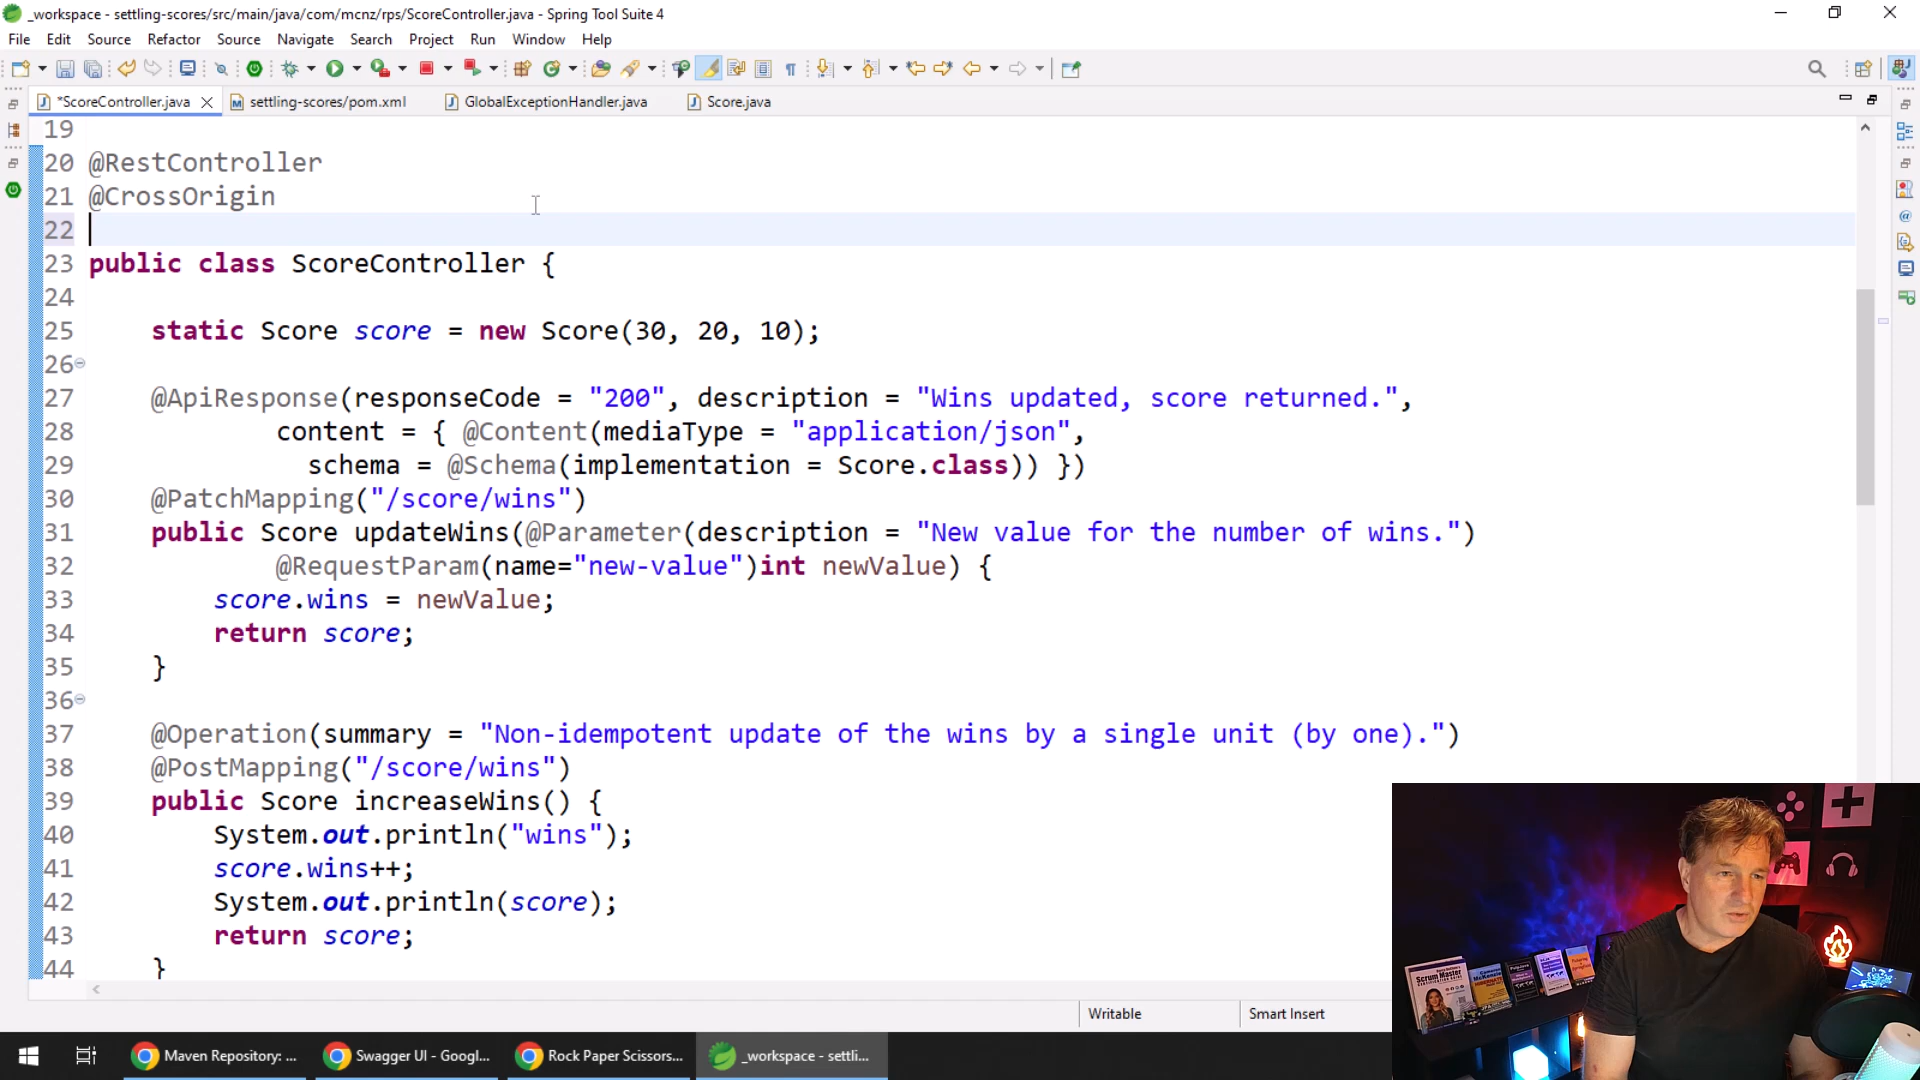 _workspace - settling-scores/src/main/java/com/mcnz/rps/ScoreController.java - Spring Tool Suite 4
File Edit Source Refactor Source Navigate Search Project Run Window Help
*ScoreController.java settling-scores/pom.xml GlobalExceptionHandler.java Score.java
19
20 @RestController
21 @CrossOrigin
22
23 public class ScoreController {
24
25 static Score score = new Score(30, 20, 10);
26
27 @ApiResponse(responseCode = "200", description = "Wins updated, score returned.",
28 content = { @Content(mediaType = "application/json",
29 schema = @Schema(implementation = Score.class)) })
30 @PatchMapping("/score/wins")
31 public Score updateWins(@Parameter(description = "New value for the number of wins.")
32 @RequestParam(name="new-value")int newValue) {
33 score.wins = newValue;
34 return score;
35 }
36
37 @Operation(summary = "Non-idempotent update of the wins by a single unit (by one).")
38 @PostMapping("/score/wins")
39 public Score increaseWins() {
40 System.out.println("wins");
41 score.wins++;
42 System.out.println(score);
43 return score;
44 }
Writable Smart Insert
Scrum Master
Maven Repository: ... Swagger UI - Googl... Rock Paper Scissors... _workspace - settli...